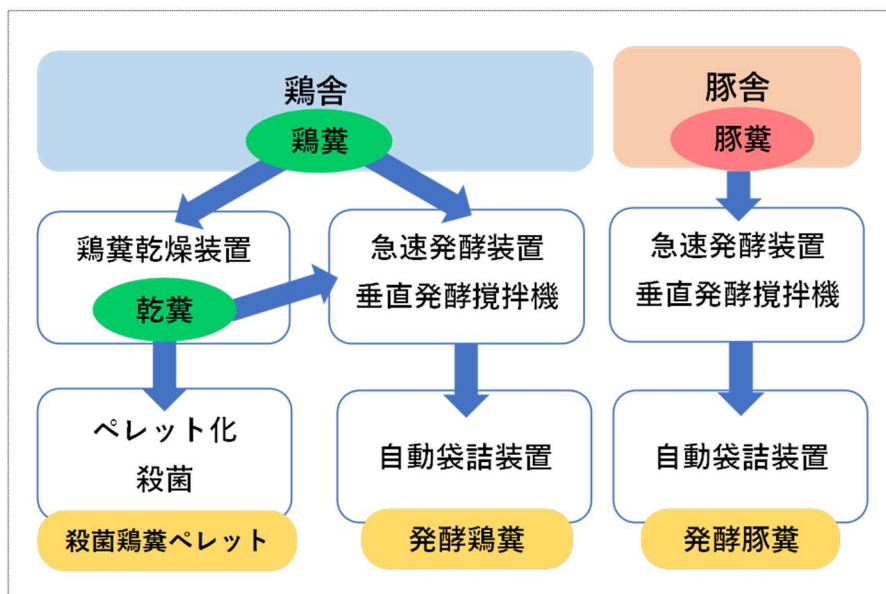 鶏舎
鶏糞
豚舎
豚糞
鶏糞乾燥装置
乾糞
急速発酵装置
垂直発酵撹拌機
急速発酵装置
垂直発酵撹拌機
ペレット化
殺菌
殺菌鶏糞ペレット
自動袋詰装置
発酵鶏糞
自動袋詰装置
発酵豚糞